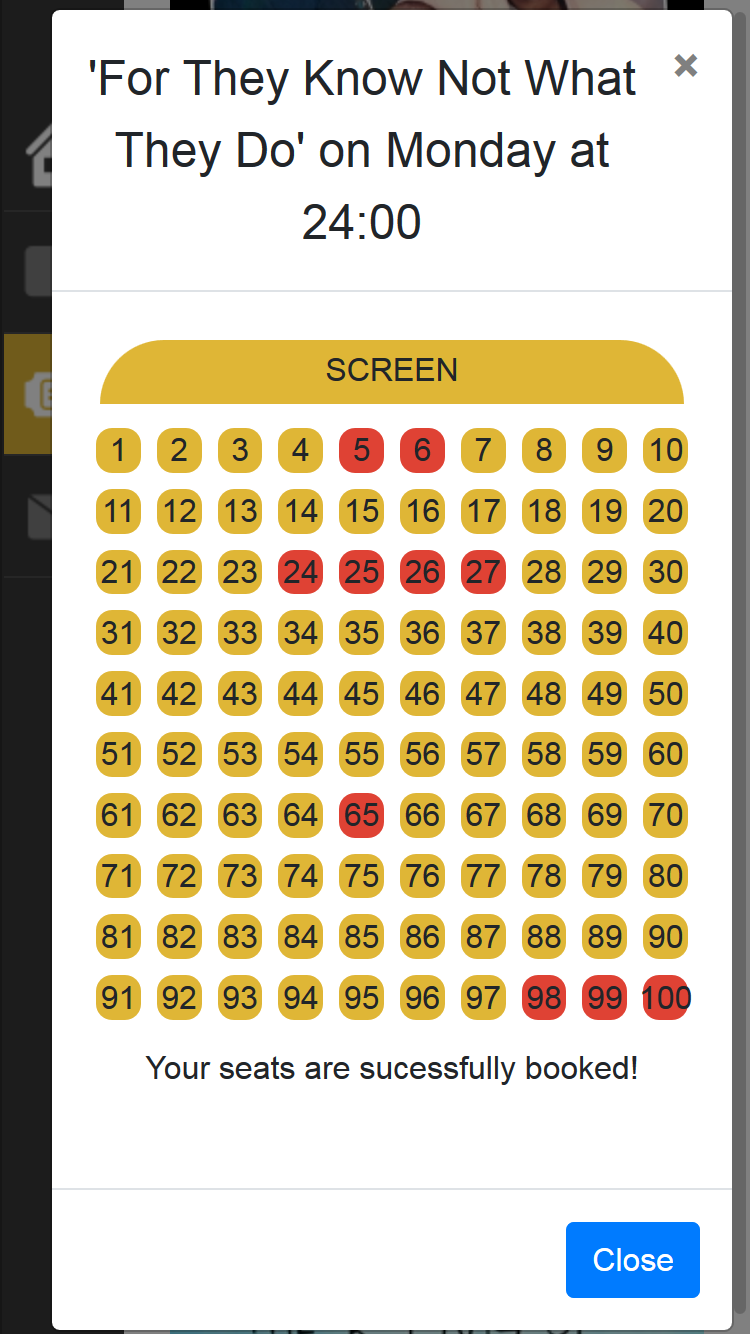 'For They Know Not What
They Do' on Monday at
24:00
×
SCREEN
1 2 3 4 5 6 7 8 9 10
11 12 13 14 15 16 17 18 19 20
21 22 23 24 25 26 27 28 29 30
31 32 33 34 35 36 37 38 39 40
41 42 43 44 45 46 47 48 49 50
51 52 53 54 55 56 57 58 59 60
61 62 63 64 65 66 67 68 69 70
71 72 73 74 75 76 77 78 79 80
81 82 83 84 85 86 87 88 89 90
91 92 93 94 95 96 97 98 99 100
Your seats are sucessfully booked!
Close